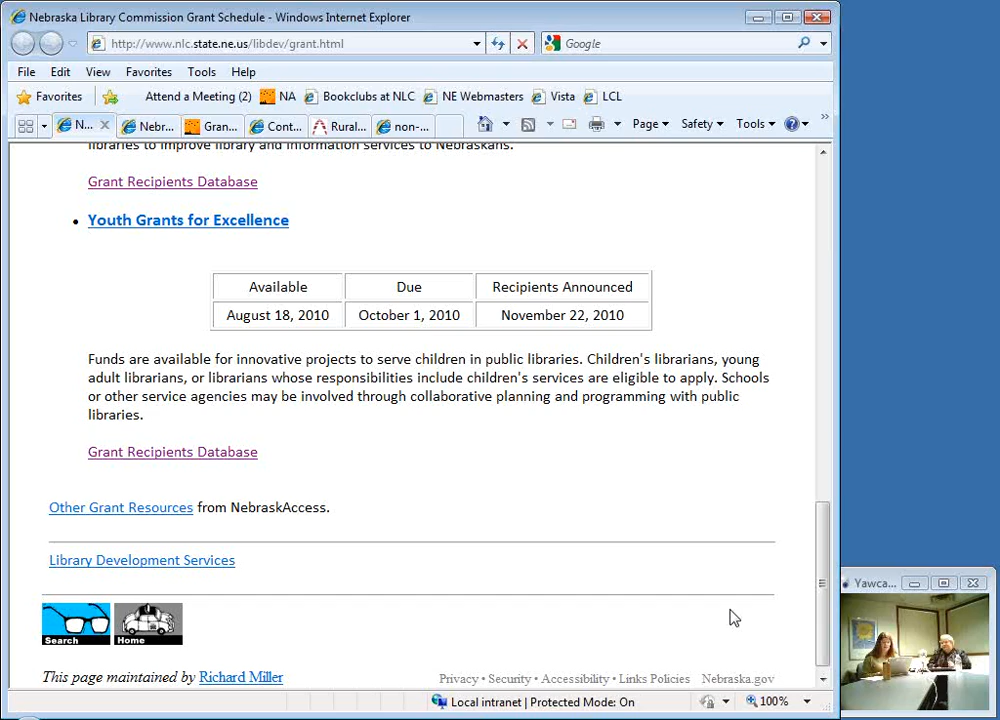 Nebraska Library Commission Grant Schedule - Windows Internet Explorer
http://www.nlc.state.ne.us/libdev/grant.html
Google
File Edit View Favorites Tools Help
Favorites Attend a Meeting (2) NA Bookclubs at NLC NE Webmasters Vista LCL
N... Nebr... Gran... Cont... Rural... non-... Page Safety Tools
libraries to improve library and information services to Nebraskans.
Grant Recipients Database
• Youth Grants for Excellence
Available Due Recipients Announced
August 18, 2010 October 1, 2010 November 22, 2010
Funds are available for innovative projects to serve children in public libraries. Children's librarians, young
adult librarians, or librarians whose responsibilities include children's services are eligible to apply. Schools
or other service agencies may be involved through collaborative planning and programming with public
libraries.
Grant Recipients Database
Other Grant Resources from NebraskAccess.
Library Development Services
Yawca...
Search Home
This page maintained by Richard Miller
Privacy • Security • Accessibility • Links Policies Nebraska.gov
Local intranet | Protected Mode: On 100%